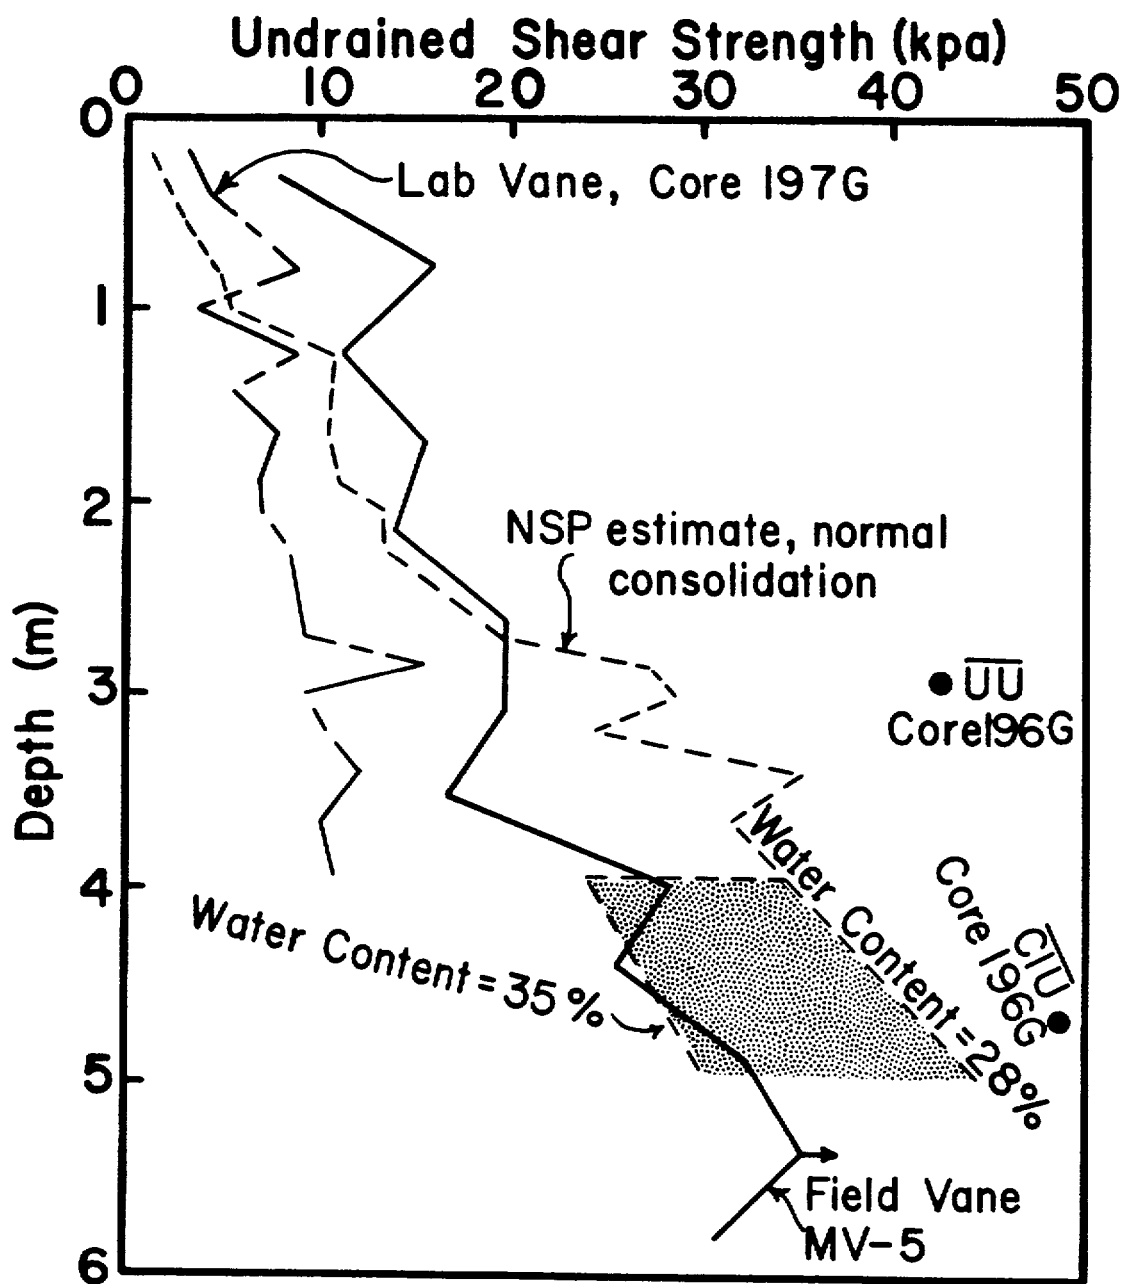 Undrained Shear Strength (kpa)
0 10 20 30 40 50
0
Lab Vane, Core 197G
1
2
NSP estimate, normal
consolidation
Depth (m)
3
UU
Core 196G
4
Water Content = 35 %
Water Content = 28%
CIU
Core 196G
5
Field Vane
MV-5
6